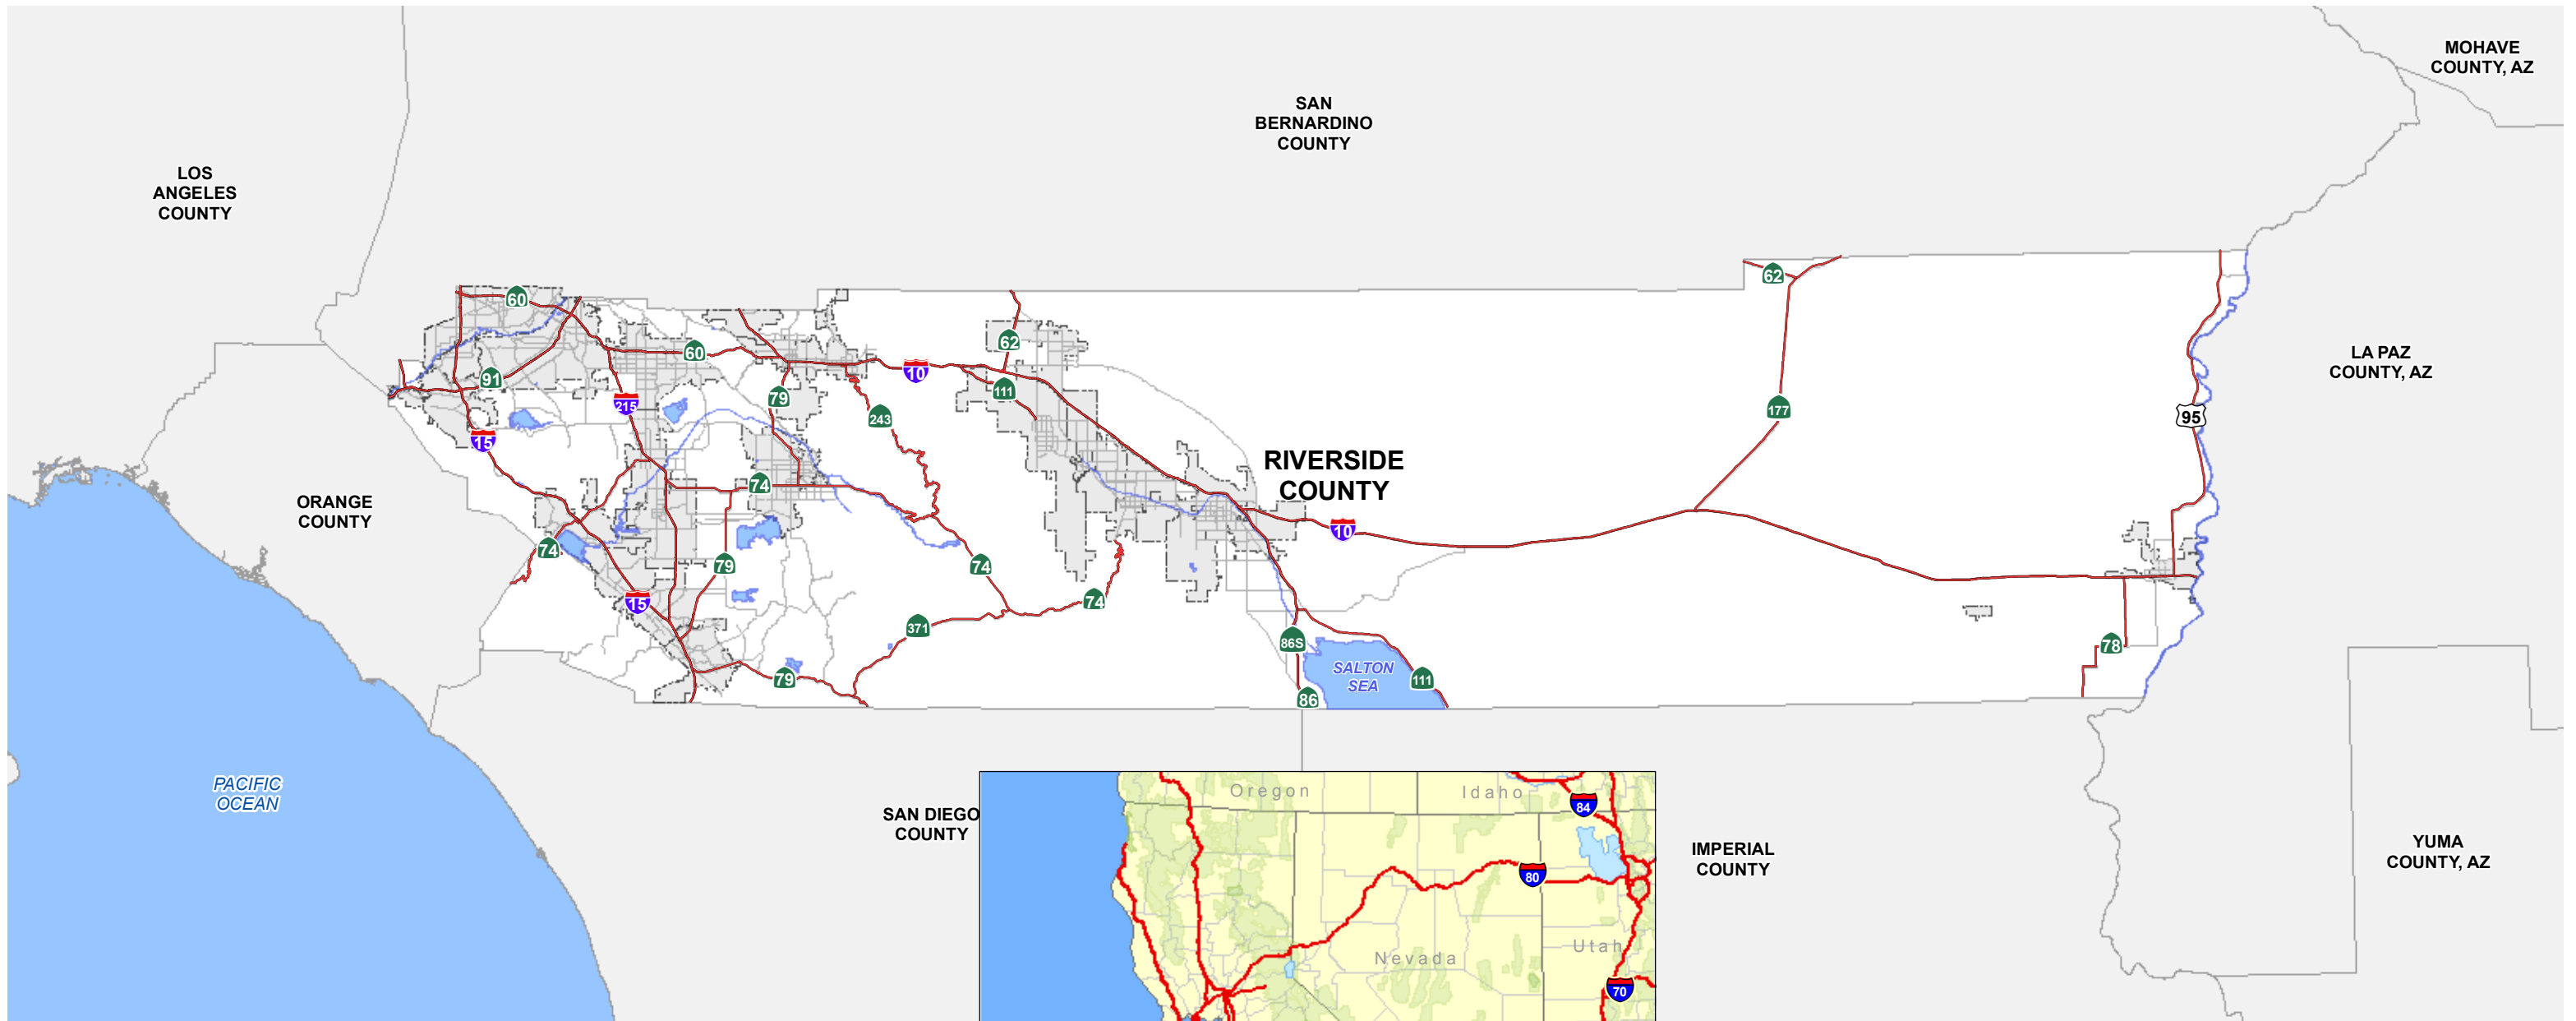 MOHAVE
COUNTY, AZ
SAN
BERNARDINO
COUNTY
LOS
ANGELES
COUNTY
62
60
62
60
LA PAZ
COUNTY, AZ
10
91
111
79
215
177
95
243
15
RIVERSIDE
COUNTY
74
ORANGE
COUNTY
10
74
79
74
15
74
371
86S
78
SALTON
SEA
79
111
86
PACIFIC
OCEAN
SAN DIEGO
COUNTY
Oregon
Idaho
84
80
Nevada
Utah
70
IMPERIAL
COUNTY
YUMA
COUNTY, AZ